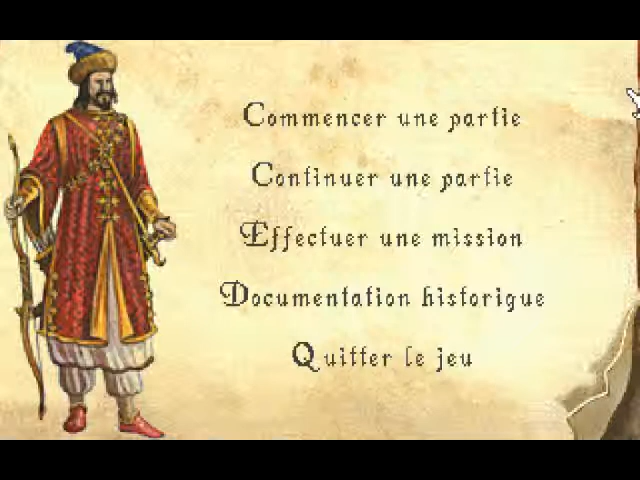 Commencer une partie
Continuer une partie
Effectuer une mission
Documentation historique
Quitter le jeu